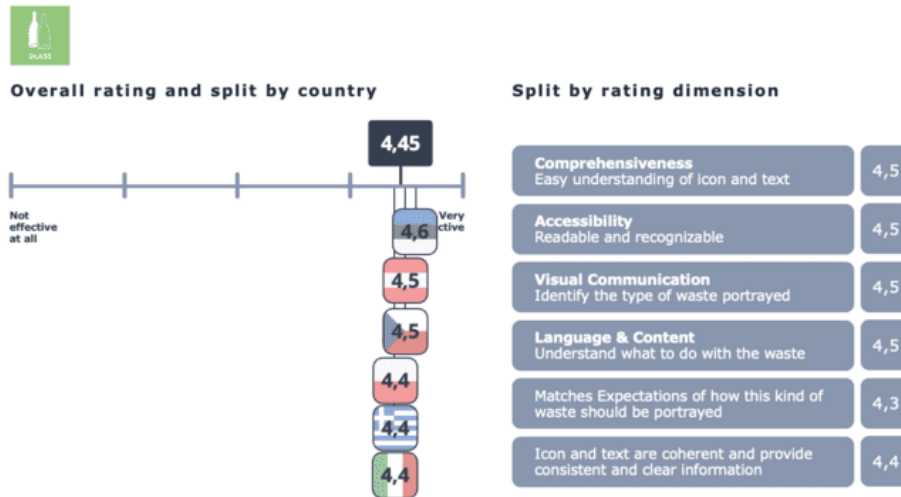 GLASS
Overall rating and split by country
4,45
Not
effective
at all
Very
ctive
4,6
4,5
4,5
4,4
4,4
4,4
Split by rating dimension
Comprehensiveness
Easy understanding of icon and text
4,5
Accessibility
Readable and recognizable
4,5
Visual Communication
Identify the type of waste portrayed
4,5
Language & Content
Understand what to do with the waste
4,5
Matches Expectations of how this kind of
waste should be portrayed
4,3
Icon and text are coherent and provide
consistent and clear information
4,4